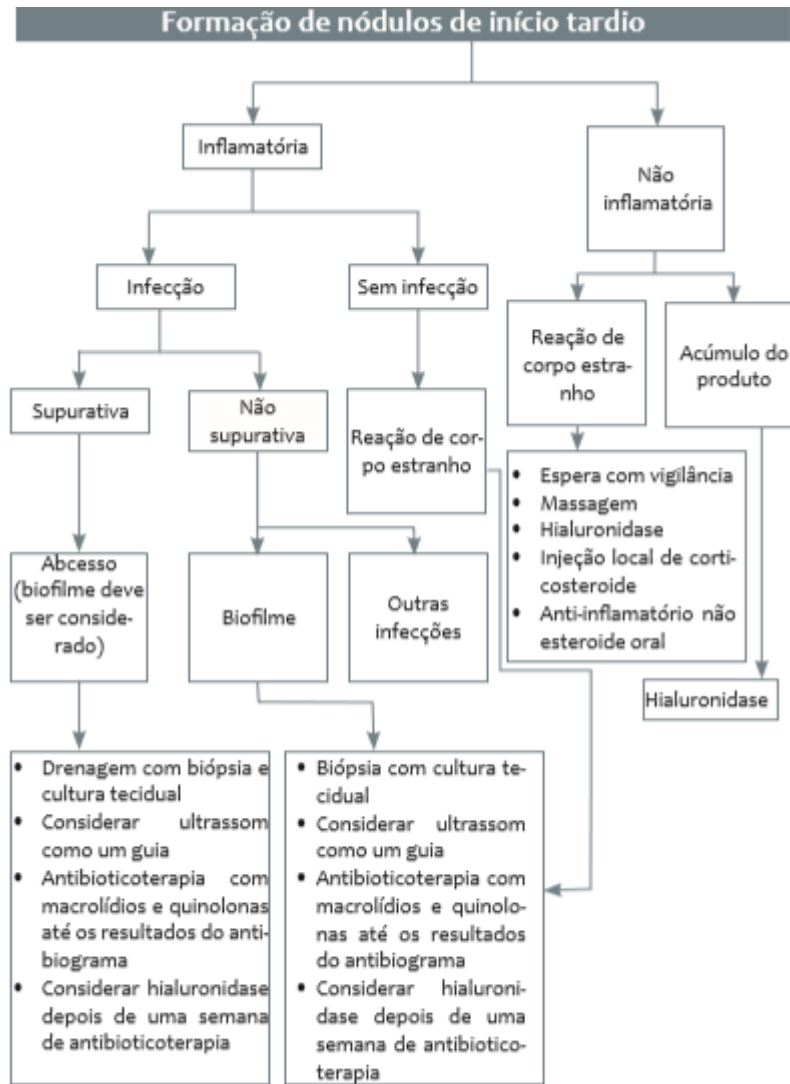 Formação de nódulos de início tardio
Inflamatória
Não
inflamatória
Infecção
Sem infecção
Reação de
corpo estra-
nho
Acúmulo do
produto
Supurativa
Não
supurativa
Reação de cor-
po estranho
• Espera com vigilância
• Massagem
• Hialuronidase
• Injeção local de corti-
costeroide
• Anti-inflamatório não
esteroide oral
Abcesso
(biofilme deve
ser conside-
rado)
Biofilme
Outras
infecções
Hialuronidase
• Drenagem com biópsia e
cultura tecidual
• Considerar ultrassom
como um guia
• Antibioticoterapia com
macrolídios e quinolonas
até os resultados do anti-
biograma
• Considerar hialuronidase
depois de uma semana
de antibioticoterapia
• Biópsia com cultura te-
cidual
• Considerar ultrassom
como um guia
• Antibioticoterapia com
macrolídios e quinolo-
nas até os resultados
do antibiograma
• Considerar hialuroni-
dase depois de uma
semana de antibiotico-
terapia